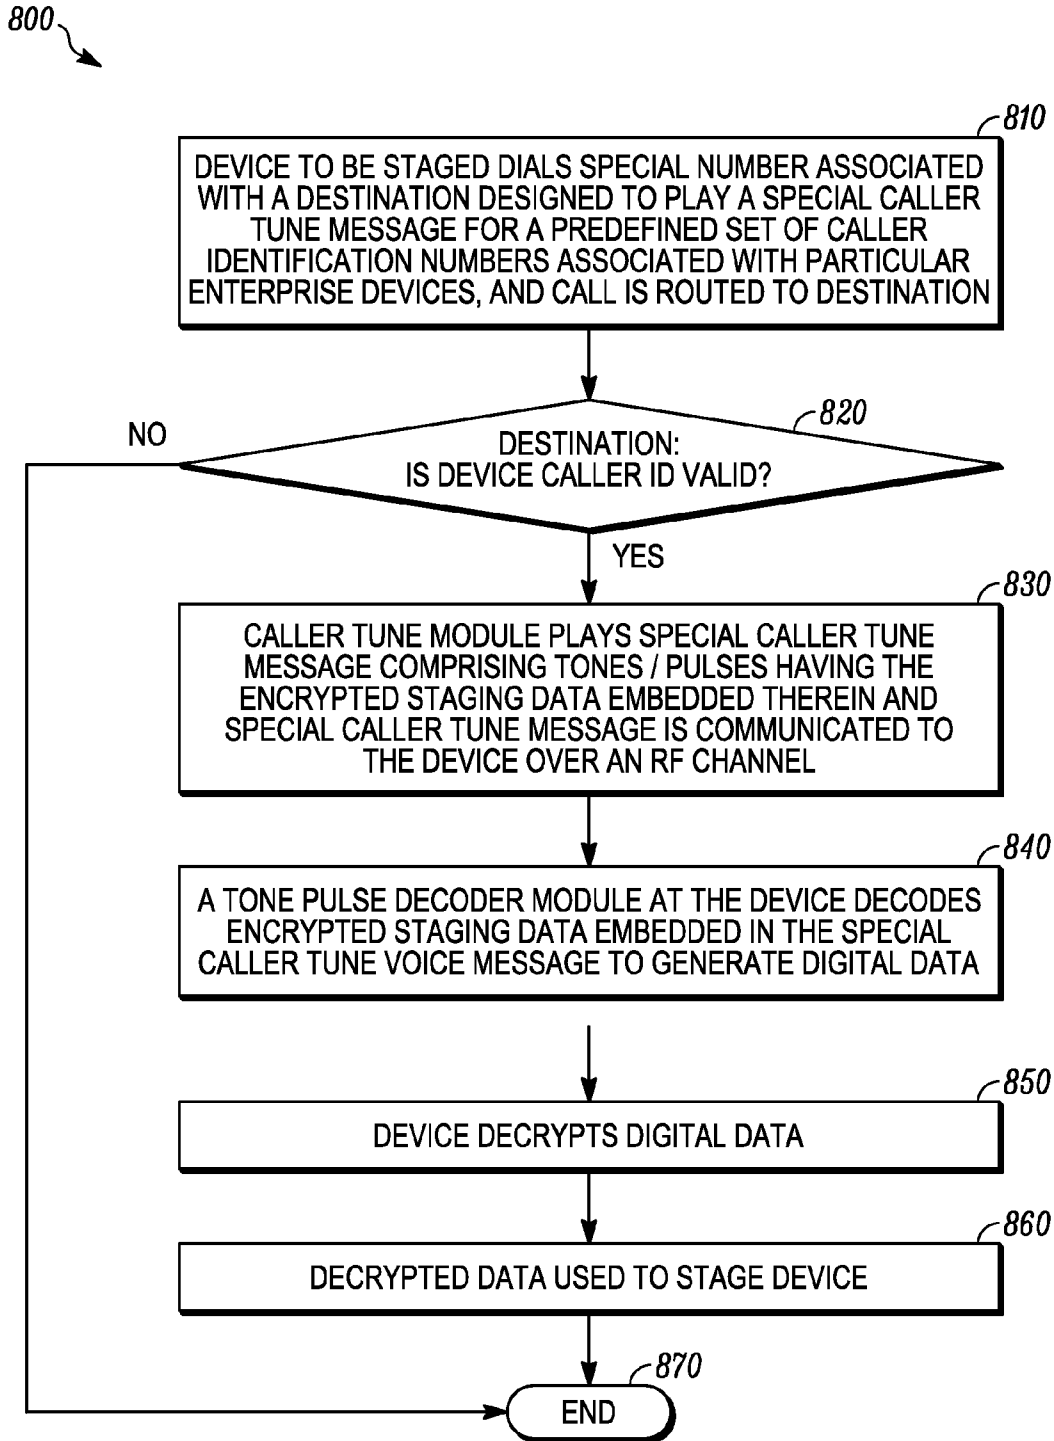 800
810
DEVICE TO BE STAGED DIALS SPECIAL NUMBER ASSOCIATED
WITH A DESTINATION DESIGNED TO PLAY A SPECIAL CALLER
TUNE MESSAGE FOR A PREDEFINED SET OF CALLER
IDENTIFICATION NUMBERS ASSOCIATED WITH PARTICULAR
ENTERPRISE DEVICES, AND CALL IS ROUTED TO DESTINATION
820
NO
DESTINATION:
IS DEVICE CALLER ID VALID?
YES
830
CALLER TUNE MODULE PLAYS SPECIAL CALLER TUNE
MESSAGE COMPRISING TONES / PULSES HAVING THE
ENCRYPTED STAGING DATA EMBEDDED THEREIN AND
SPECIAL CALLER TUNE MESSAGE IS COMMUNICATED TO
THE DEVICE OVER AN RF CHANNEL
840
A TONE PULSE DECODER MODULE AT THE DEVICE DECODES
ENCRYPTED STAGING DATA EMBEDDED IN THE SPECIAL
CALLER TUNE VOICE MESSAGE TO GENERATE DIGITAL DATA
850
DEVICE DECRYPTS DIGITAL DATA
860
DECRYPTED DATA USED TO STAGE DEVICE
870
END